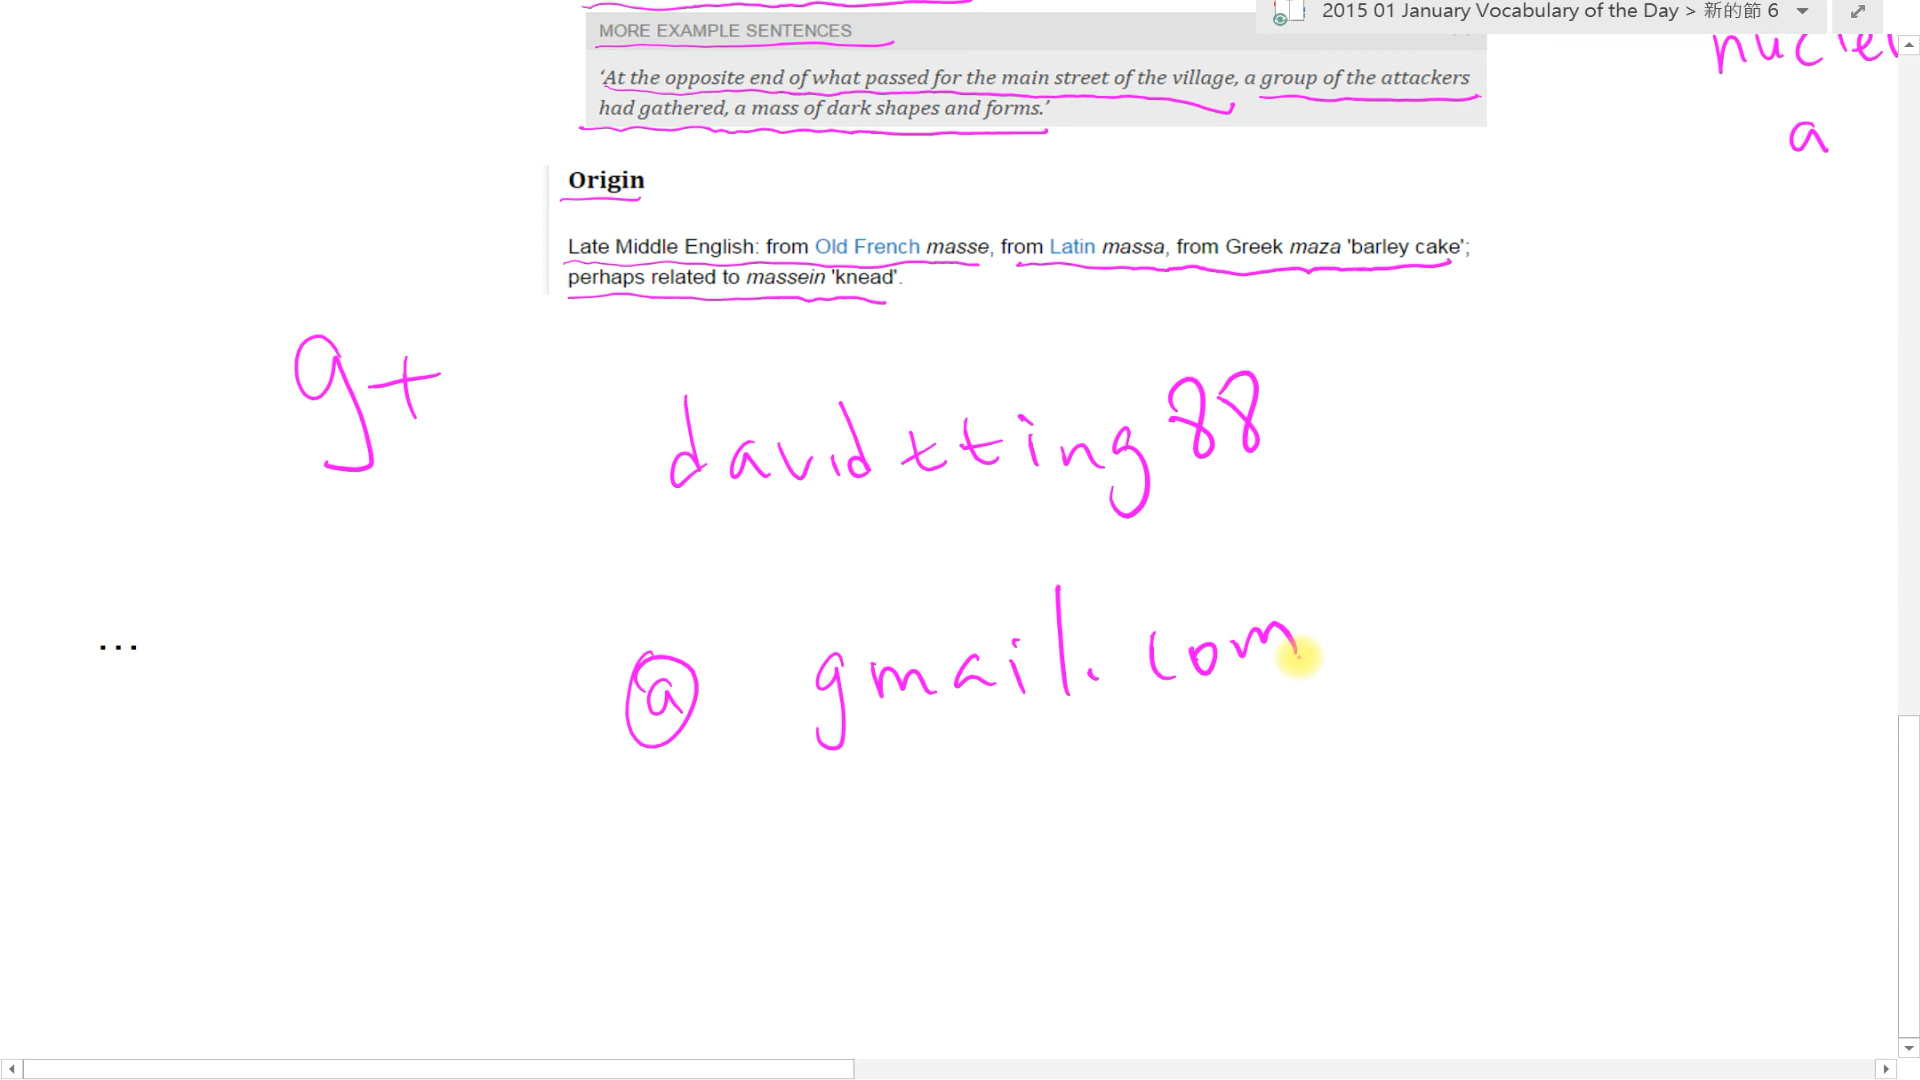 2015 01 January Vocabulary of the Day > 新的節 6
MORE EXAMPLE SENTENCES
‘At the opposite end of what passed for the main street of the village, a group of the attackers
had gathered, a mass of dark shapes and forms.’
a
Origin
Late Middle English: from Old French masse, from Latin massa, from Greek maza 'barley cake';
perhaps related to massein 'knead'.
g+
davidtting88
...
@ gmail.com